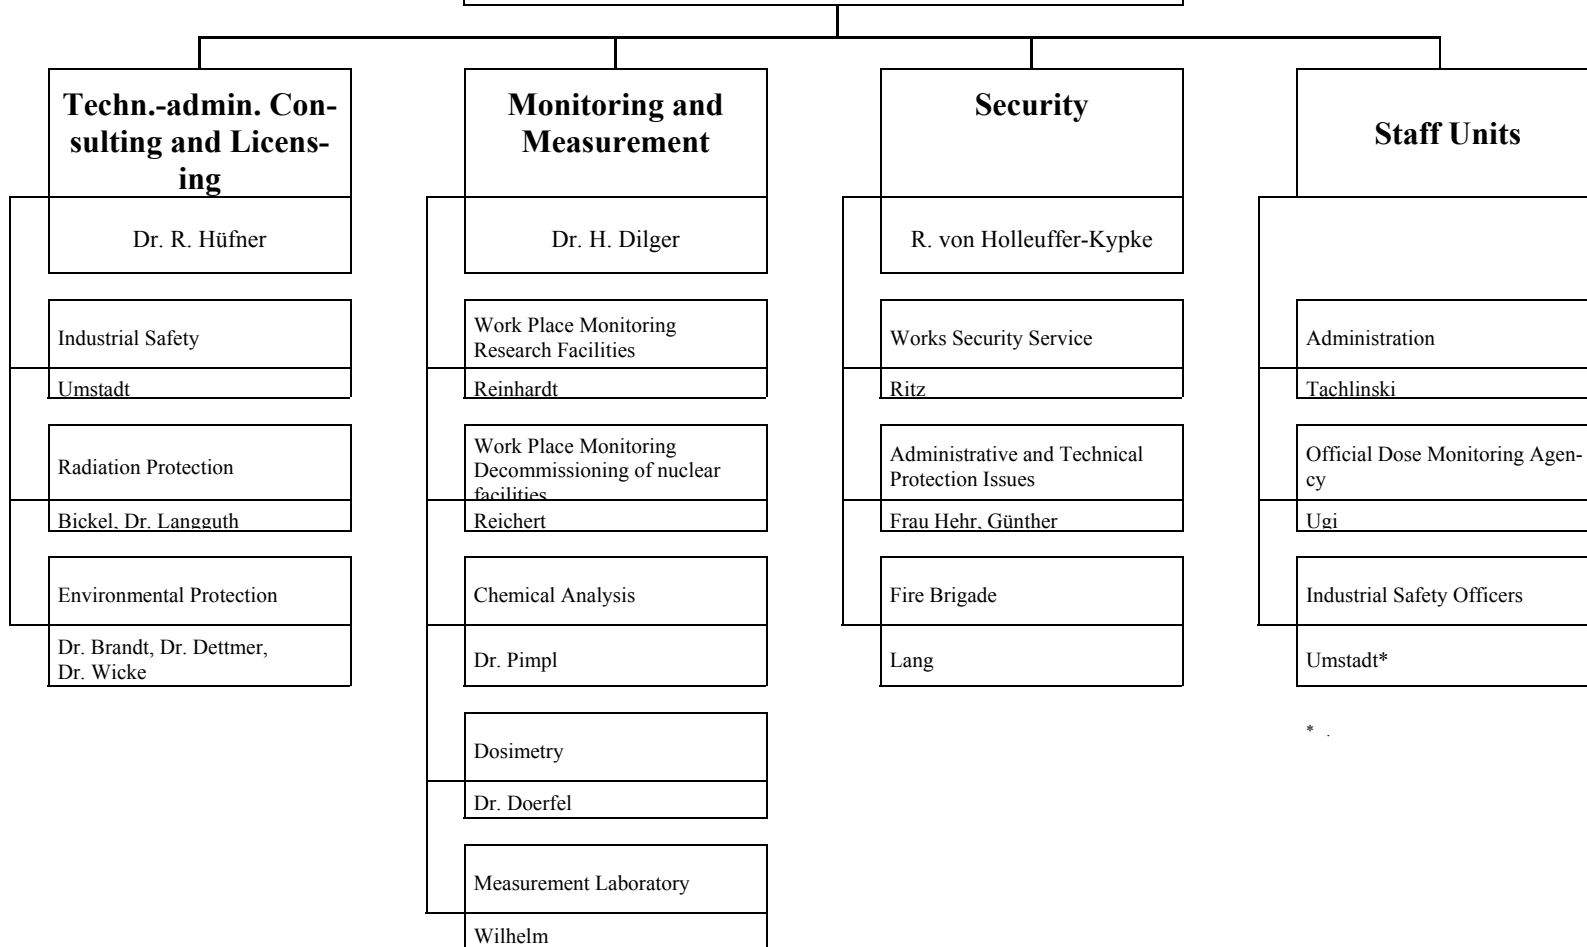 Techn.-admin. Con-
sulting and Licens-
ing
Dr. R. Hüfner
Industrial Safety
Umstadt
Radiation Protection
Bickel, Dr. Langguth
Environmental Protection
Dr. Brandt, Dr. Dettmer,
Dr. Wicke
Monitoring and
Measurement
Dr. H. Dilger
Work Place Monitoring
Research Facilities
Reinhardt
Work Place Monitoring
Decommissioning of nuclear
facilities
Reichert
Chemical Analysis
Dr. Pimpl
Dosimetry
Dr. Doerfel
Measurement Laboratory
Wilhelm
Security
R. von Holleuffer-Kypke
Works Security Service
Ritz
Administrative and Technical
Protection Issues
Frau Hehr, Günther
Fire Brigade
Lang
Staff Units
Administration
Tachlinski
Official Dose Monitoring Agen-
cy
Ugi
Industrial Safety Officers
Umstadt*
* .